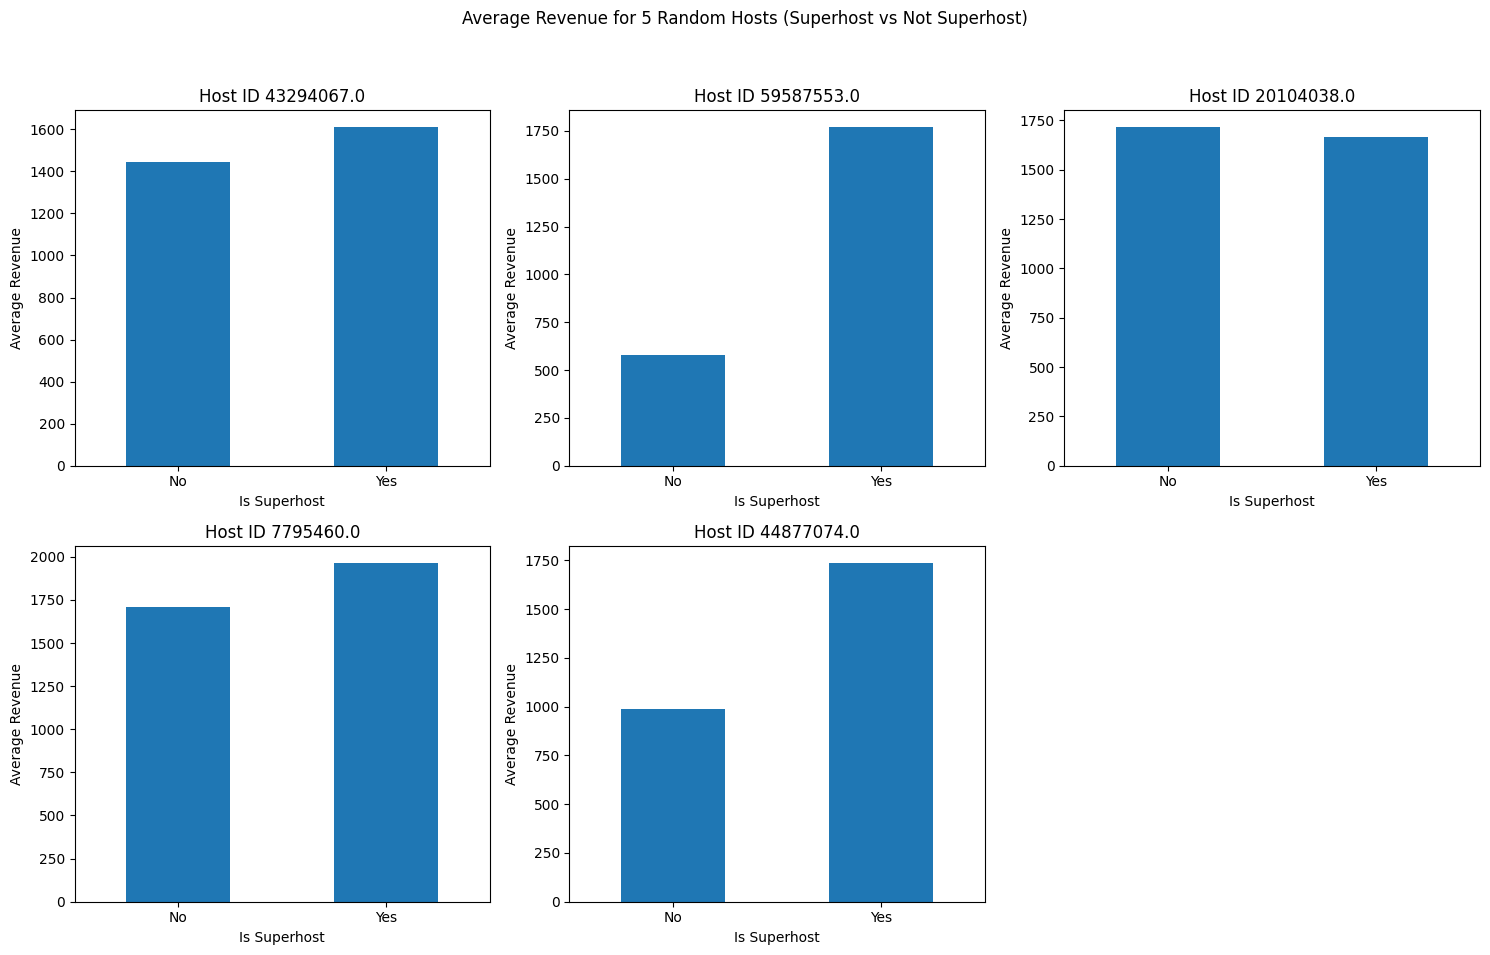 Average Revenue for 5 Random Hosts (Superhost vs Not Superhost)
Host ID 43294067.0
1600
1400
1200
1000
800
600
400
200
0
Average Revenue
No
Yes
Is Superhost
Host ID 59587553.0
1750
1500
1250
1000
750
500
250
0
Average Revenue
No
Yes
Is Superhost
Host ID 20104038.0
1750
1500
1250
1000
750
500
250
0
Average Revenue
No
Yes
Is Superhost
Host ID 7795460.0
2000
1750
1500
1250
1000
750
500
250
0
Average Revenue
No
Yes
Is Superhost
Host ID 44877074.0
1750
1500
1250
1000
750
500
250
0
Average Revenue
No
Yes
Is Superhost